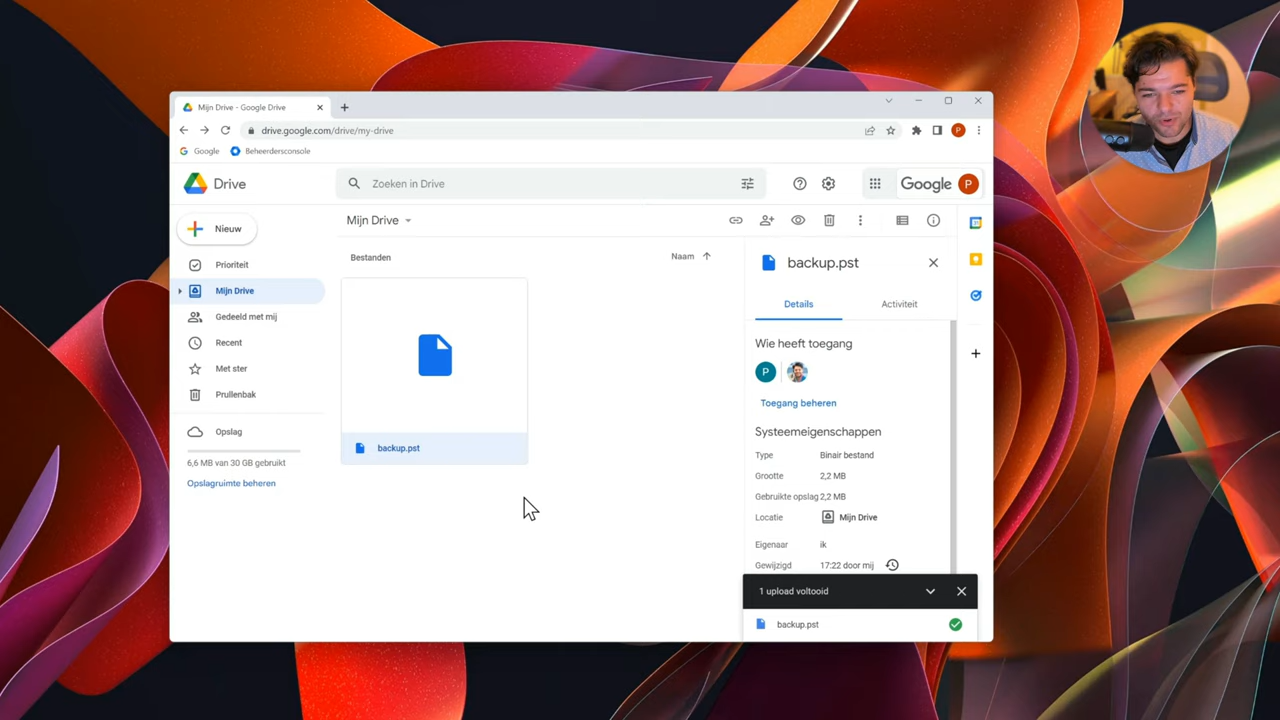 Mijn Drive - Google Drive
drive.google.com/drive/my-drive
P
Google
Beheerdersconsole
Drive
Zoeken in Drive
Google
P
Nieuw
Mijn Drive
Prioriteit
Mijn Drive
Gedeeld met mij
Recent
Met ster
Prullenbak
Opslag
6,6 MB van 30 GB gebruikt
Opslagruimte beheren
Bestanden
Naam
backup.pst
backup.pst
Details
Activiteit
Wie heeft toegang
P
Toegang beheren
Systeemeigenschappen
Type Binair bestand
Grootte 2,2 MB
Gebruikte opslag 2,2 MB
Locatie Mijn Drive
Eigenaar ik
Gewijzigd 17:22 door mij
1 upload voltooid
backup.pst